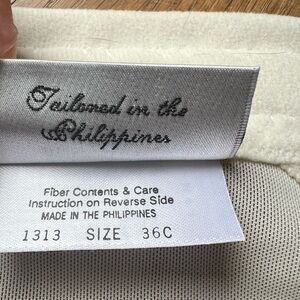 Tailored in the
Philippines
Fiber Contents & Care
Instruction on Reverse Side
MADE IN THE PHILIPPINES
1313 SIZE 36C